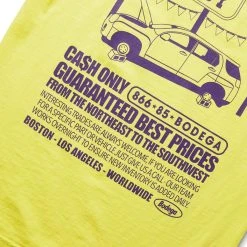 CASH ONLY 866-85-BODEGA
GUARANTEED BEST PRICES
FROM THE NORTHEAST TO THE SOUTHWEST
INTERESTING TRADES ARE ALWAYS WELCOME. IF YOU ARE LOOKING
FOR A SPECIFIC PART OR VEHICLE, JUST GIVE US A CALL. OUR TEAM
WORKS OVERNIGHT TO ENSURE NEW INVENTORY IS ADDED DAILY.
BOSTON - LOS ANGELES - WORLDWIDE
Bodega